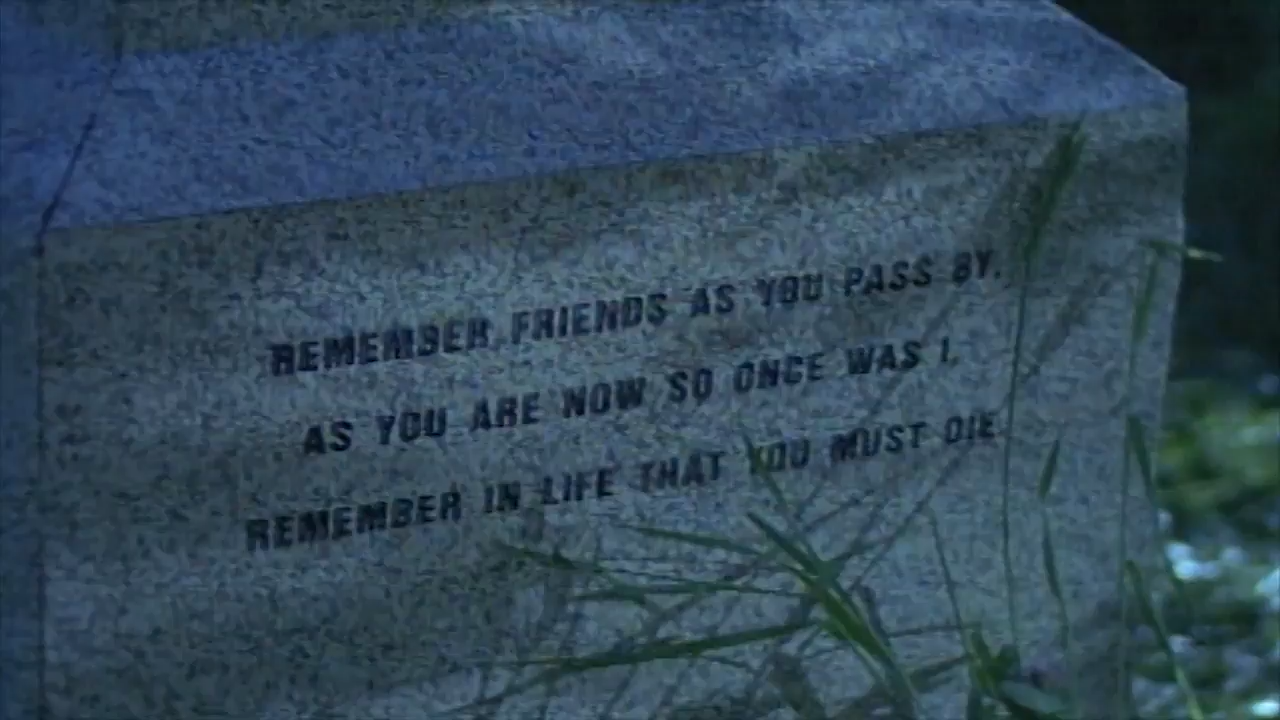 REMEMBER FRIENDS AS YOU PASS BY.
AS YOU ARE NOW SO ONCE WAS I.
REMEMBER IN LIFE THAT YOU MUST DIE.